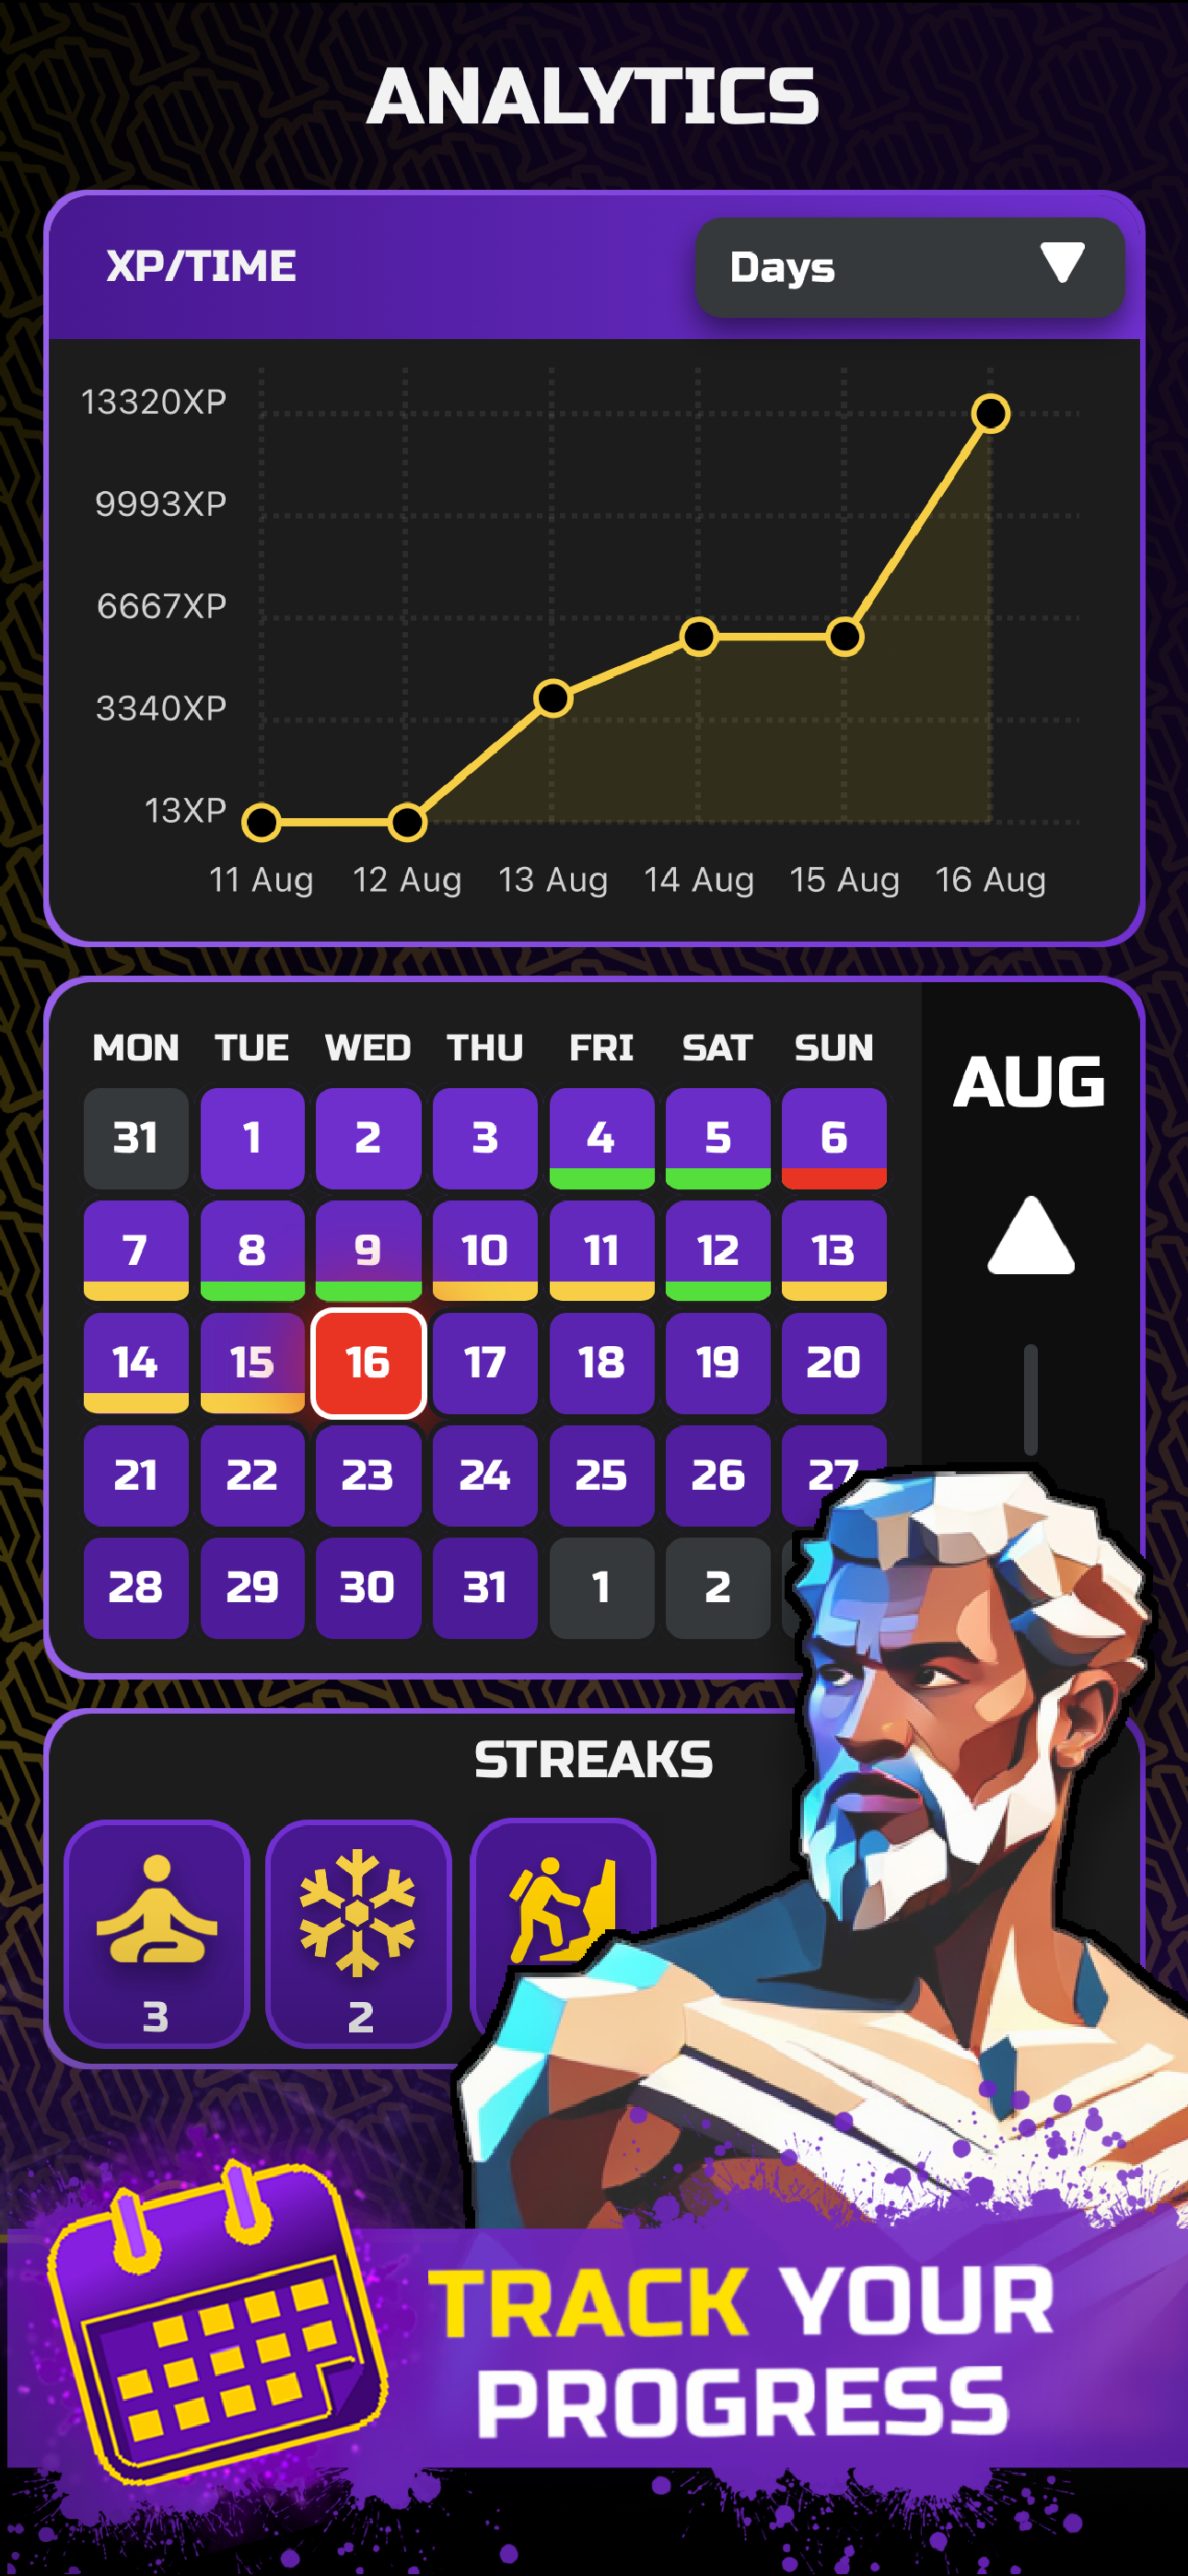 ANALYTICS
XP/TIME
Days
13320XP
9993XP
6667XP
3340XP
13XP
11 Aug 12 Aug 13 Aug 14 Aug 15 Aug 16 Aug
MON TUE WED THU FRI SAT SUN
AUG
31 1 2 3 4 5 6
7 8 9 10 11 12 13
14 15 16 17 18 19 20
21 22 23 24 25 26 27
28 29 30 31 1 2
STREAKS
3 2
TRACK YOUR
PROGRESS